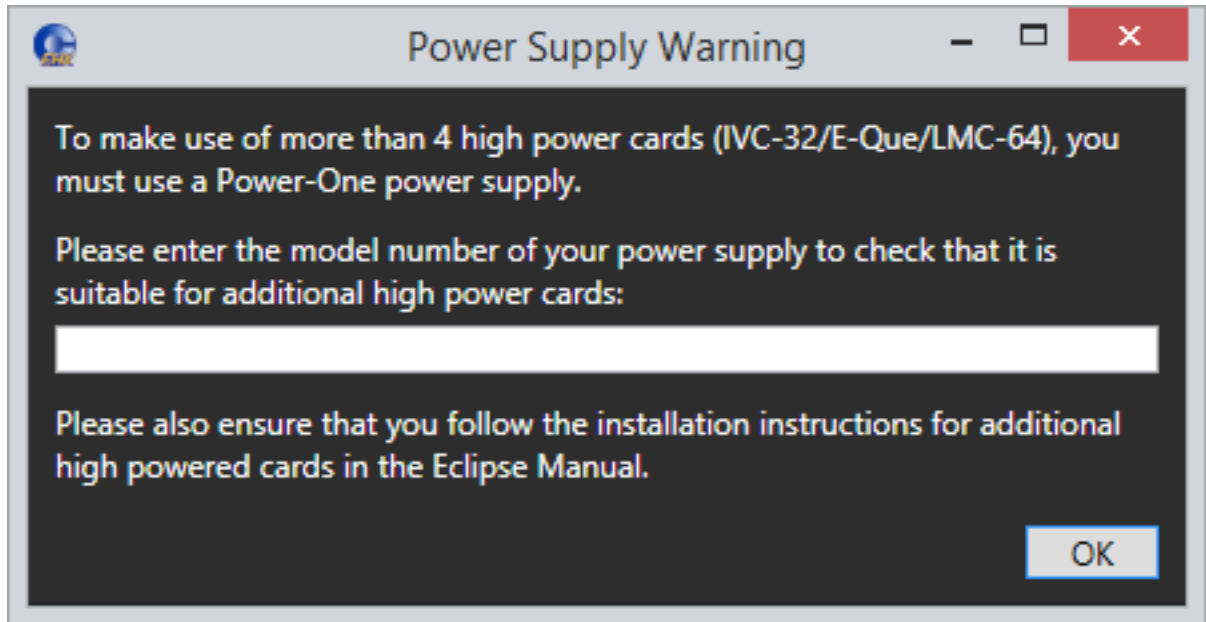 Power Supply Warning
To make use of more than 4 high power cards (IVC-32/E-Que/LMC-64), you
must use a Power-One power supply.
Please enter the model number of your power supply to check that it is
suitable for additional high power cards:
Please also ensure that you follow the installation instructions for additional
high powered cards in the Eclipse Manual.
OK